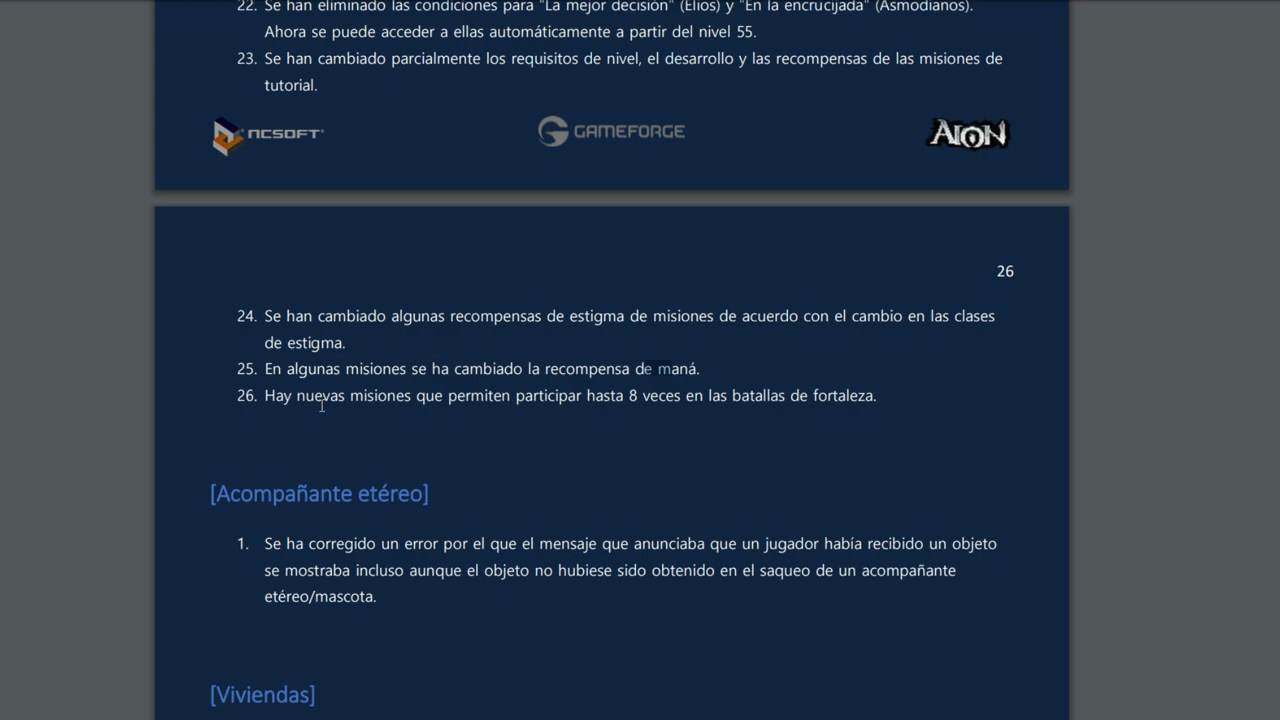 22. Se han eliminado las condiciones para "La mejor decisión" (Elios) y "En la encrucijada" (Asmodianos).
Ahora se puede acceder a ellas automáticamente a partir del nivel 55.
23. Se han cambiado parcialmente los requisitos de nivel, el desarrollo y las recompensas de las misiones de
tutorial.
NCSOFT GAMEFORGE AION
26
24. Se han cambiado algunas recompensas de estigma de misiones de acuerdo con el cambio en las clases
de estigma.
25. En algunas misiones se ha cambiado la recompensa de maná.
26. Hay nuevas misiones que permiten participar hasta 8 veces en las batallas de fortaleza.
[Acompañante etéreo]
1. Se ha corregido un error por el que el mensaje que anunciaba que un jugador había recibido un objeto
se mostraba incluso aunque el objeto no hubiese sido obtenido en el saqueo de un acompañante
etéreo/mascota.
[Viviendas]